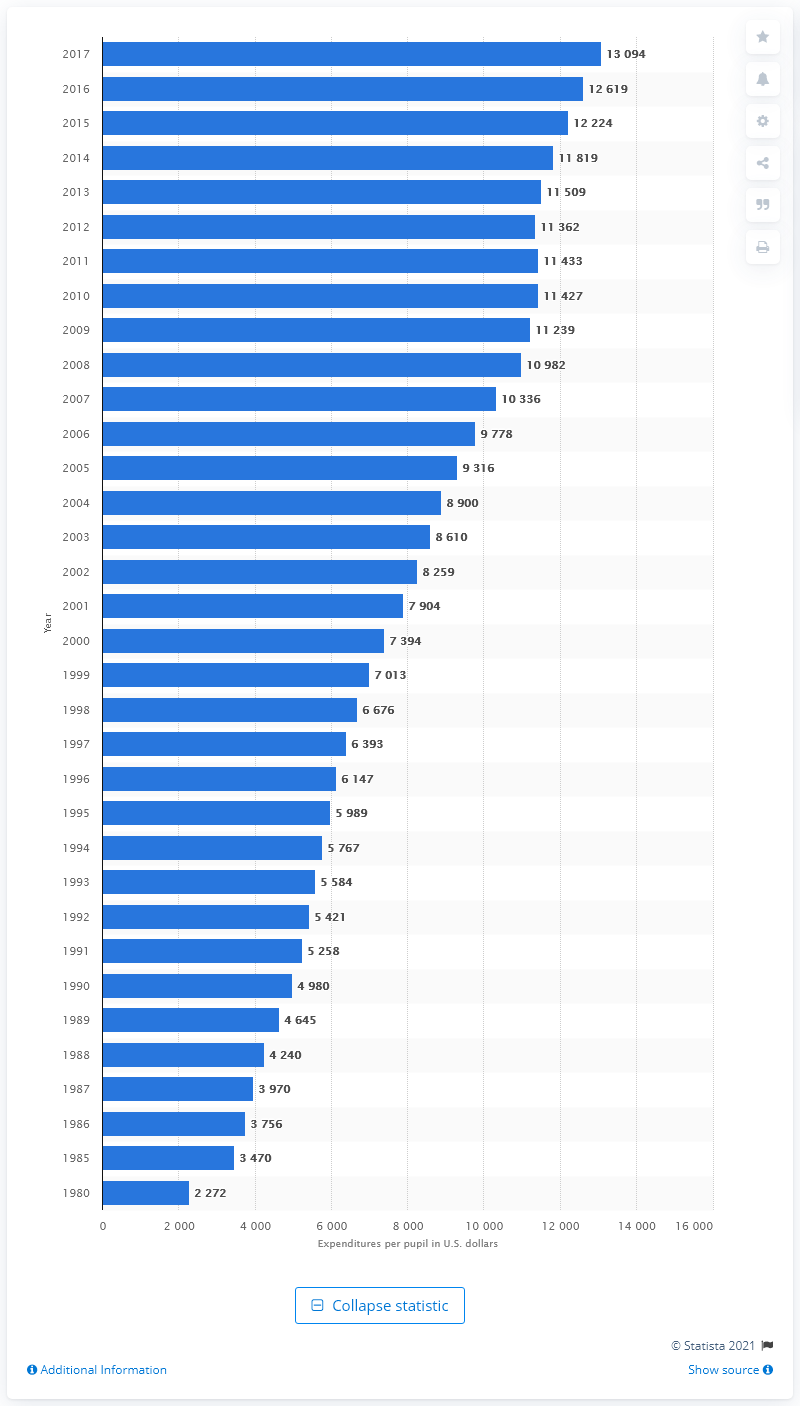 2017 13 094
2016 12 619
2015 12 224
2014 11 819
2013 11 509
2012 11 362
2011 11 433
2010 11 427
2009 11 239
2008 10 982
2007 10 336
2006 9 778
2005 9 316
2004 8 900
2003 8 610
2002 8 259
2001 7 904
Year
2000 7 394
1999 7 013
1998 6 676
1997 6 393
1996 6 147
1995 5 989
1994 5 767
1993 5 584
1992 5 421
1991 5 258
1990 4 980
1989 4 645
1988 4 240
1987 3 970
1986 3 756
1985 3 470
1980 2 272
0 2 000 4 000 6 000 8 000 10 000 12 000 14 000 16 000
Expenditures per pupil in U.S. dollars
Collapse statistic
© Statista 2021
Additional Information Show source